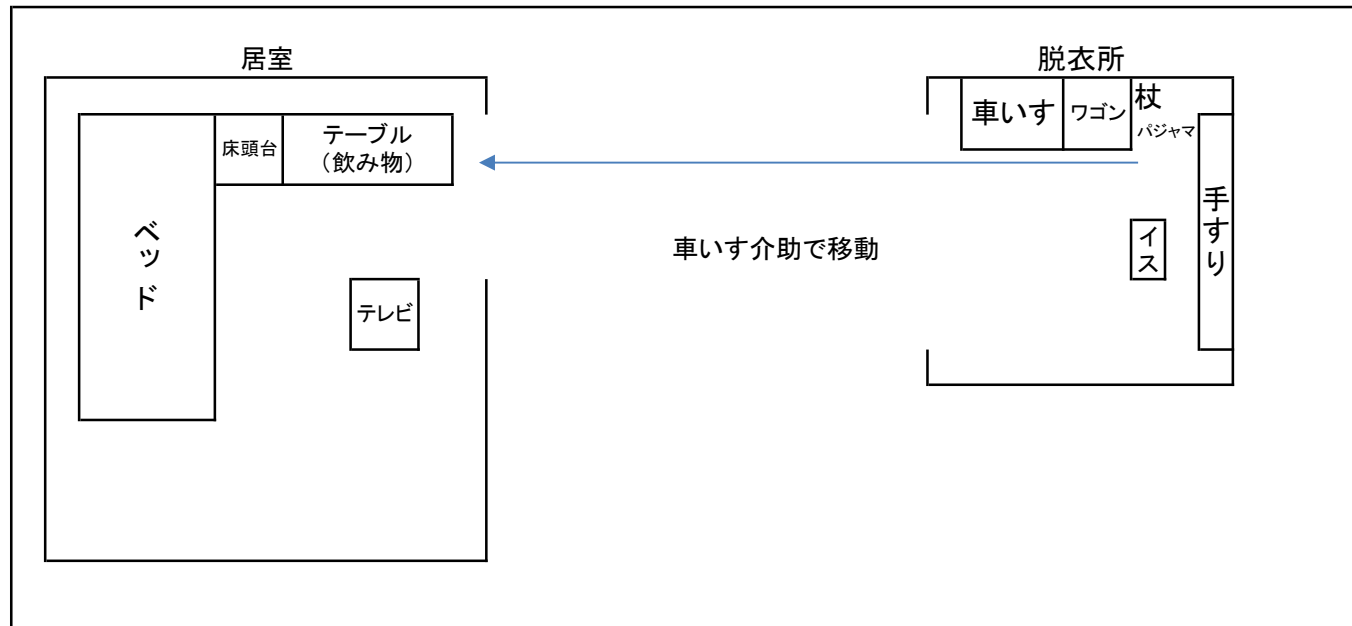 居室
脱衣所
ベッド
床頭台
テーブル
（飲み物）
テレビ
車いす介助で移動
車いす
ワゴン
杖
パジャマ
イス
手すり